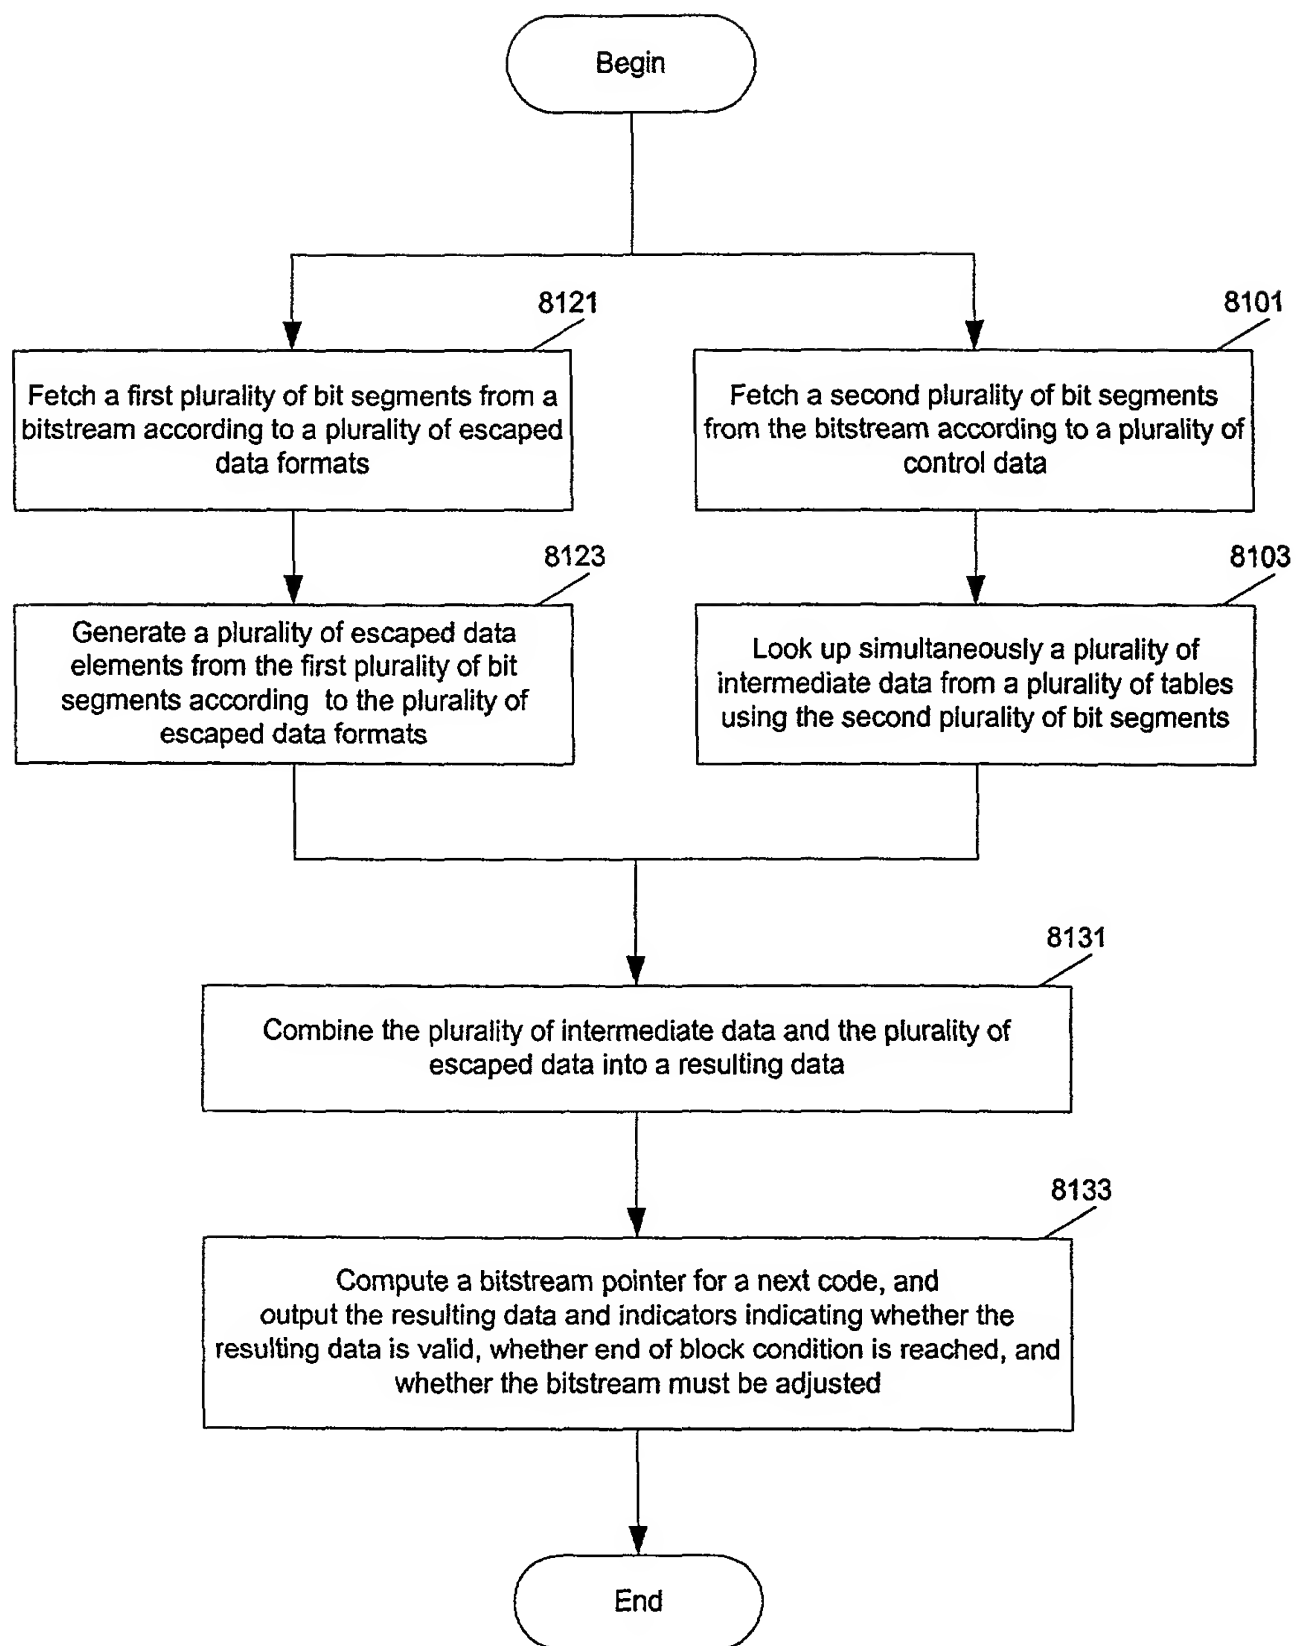 Begin
8121
Fetch a first plurality of bit segments from a
bitstream according to a plurality of escaped
data formats
8101
Fetch a second plurality of bit segments
from the bitstream according to a plurality of
control data
8123
Generate a plurality of escaped data
elements from the first plurality of bit
segments according to the plurality of
escaped data formats
8103
Look up simultaneously a plurality of
intermediate data from a plurality of tables
using the second plurality of bit segments
8131
Combine the plurality of intermediate data and the plurality of
escaped data into a resulting data
8133
Compute a bitstream pointer for a next code, and
output the resulting data and indicators indicating whether the
resulting data is valid, whether end of block condition is reached, and
whether the bitstream must be adjusted
End